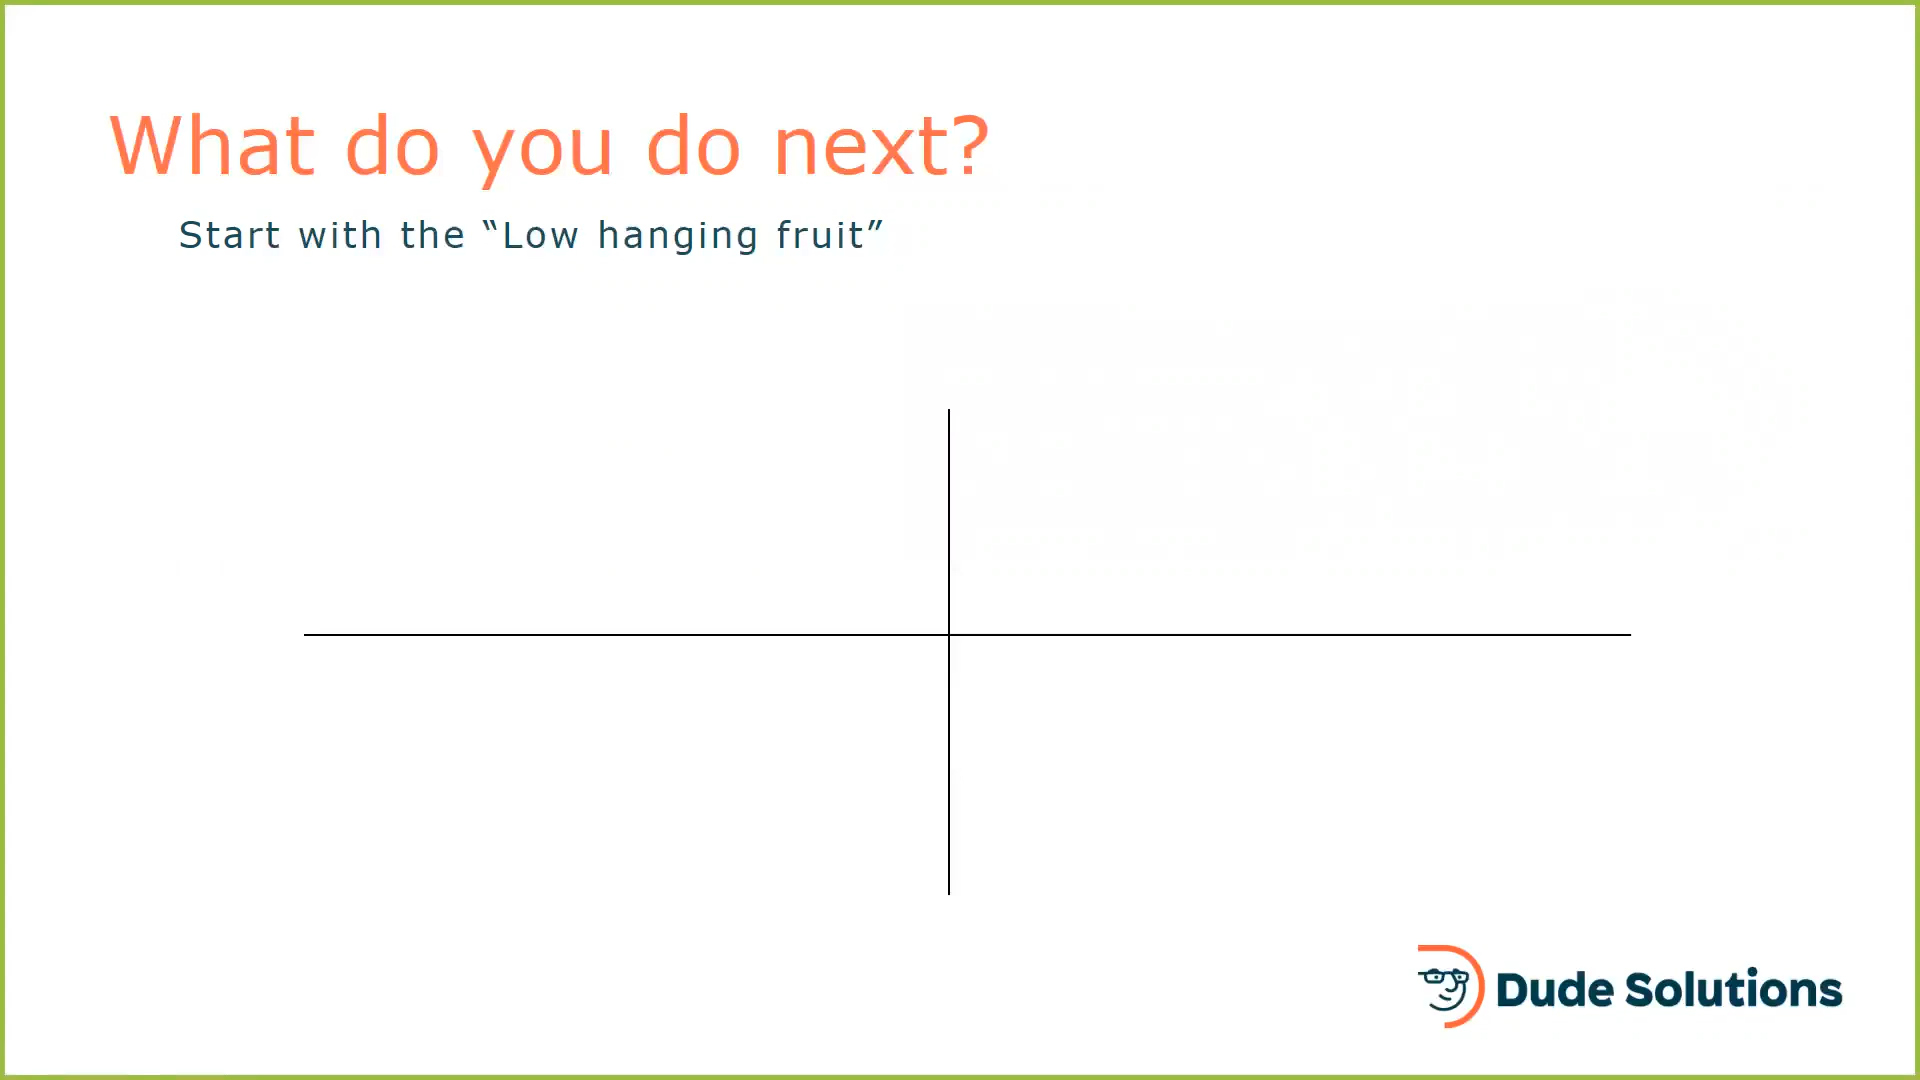 What do you do next?
Start with the “Low hanging fruit”
Dude Solutions